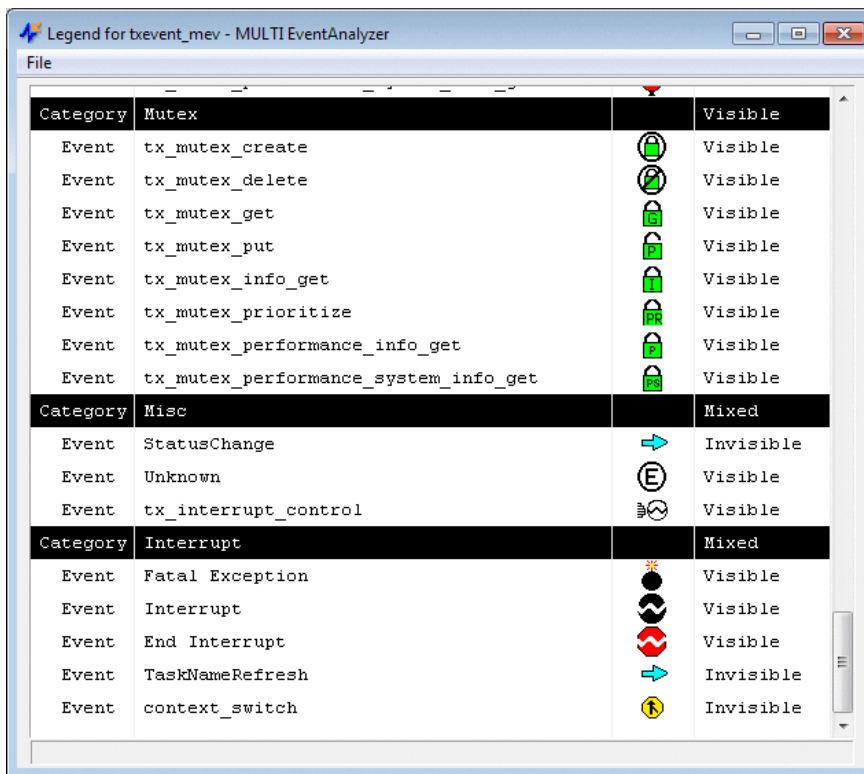 Legend for txevent_mev - MULTI EventAnalyzer
File
Category Mutex Visible
Event tx_mutex_create Visible
Event tx_mutex_delete Visible
Event tx_mutex_get G Visible
Event tx_mutex_put P Visible
Event tx_mutex_info_get I Visible
Event tx_mutex_prioritize PR Visible
Event tx_mutex_performance_info_get P Visible
Event tx_mutex_performance_system_info_get PS Visible
Category Misc Mixed
Event StatusChange Invisible
Event Unknown E Visible
Event tx_interrupt_control Visible
Category Interrupt Mixed
Event Fatal Exception Visible
Event Interrupt Visible
Event End Interrupt Visible
Event TaskNameRefresh Invisible
Event context_switch Invisible